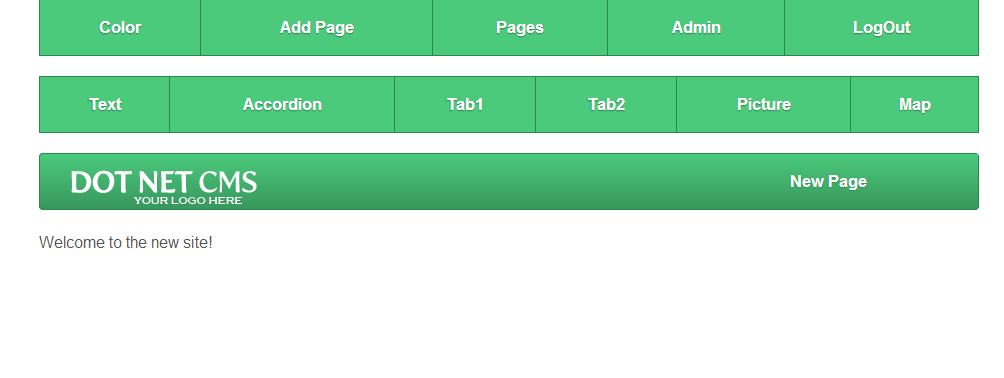 Color Add Page Pages Admin LogOut
Text Accordion Tab1 Tab2 Picture Map
DOT NET CMS New Page
YOUR LOGO HERE
Welcome to the new site!